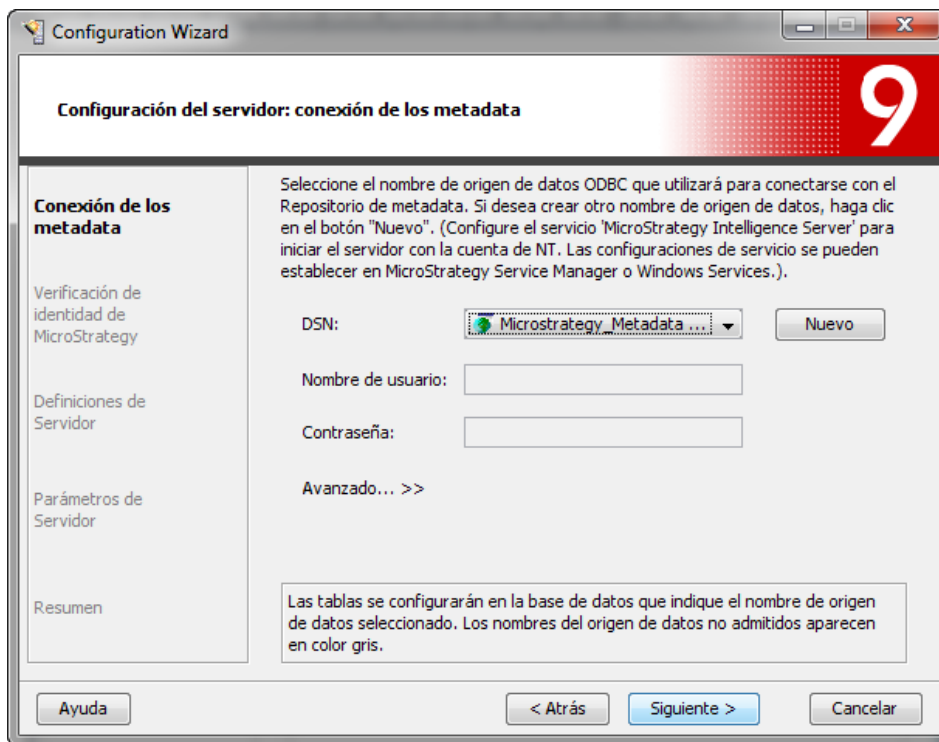 Configuration Wizard
Configuración del servidor: conexión de los metadata
9
Conexión de los
metadata
Verificación de
identidad de
MicroStrategy
Definiciones de
Servidor
Parámetros de
Servidor
Resumen
Seleccione el nombre de origen de datos ODBC que utilizará para conectarse con el
Repositorio de metadata. Si desea crear otro nombre de origen de datos, haga clic
en el botón "Nuevo". (Configure el servicio 'MicroStrategy Intelligence Server' para
iniciar el servidor con la cuenta de NT. Las configuraciones de servicio se pueden
establecer en MicroStrategy Service Manager o Windows Services.).
DSN:
Microstrategy_Metadata ...
Nuevo
Nombre de usuario:
Contraseña:
Avanzado... >>
Las tablas se configurarán en la base de datos que indique el nombre de origen
de datos seleccionado. Los nombres del origen de datos no admitidos aparecen
en color gris.
Ayuda
< Atrás
Siguiente >
Cancelar